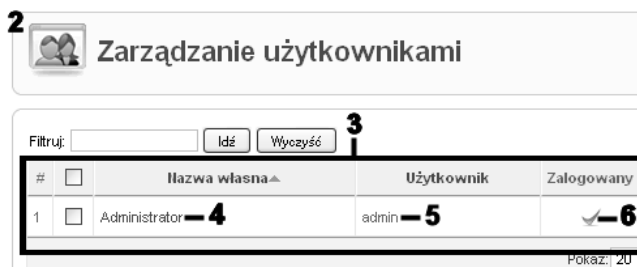 2
Zarządzanie użytkownikami
3
Filtruj: Idź Wyczyść
# Nazwa własna Użytkownik Zalogowany
1 Administrator 4 admin 5 6
Pokaż: 20